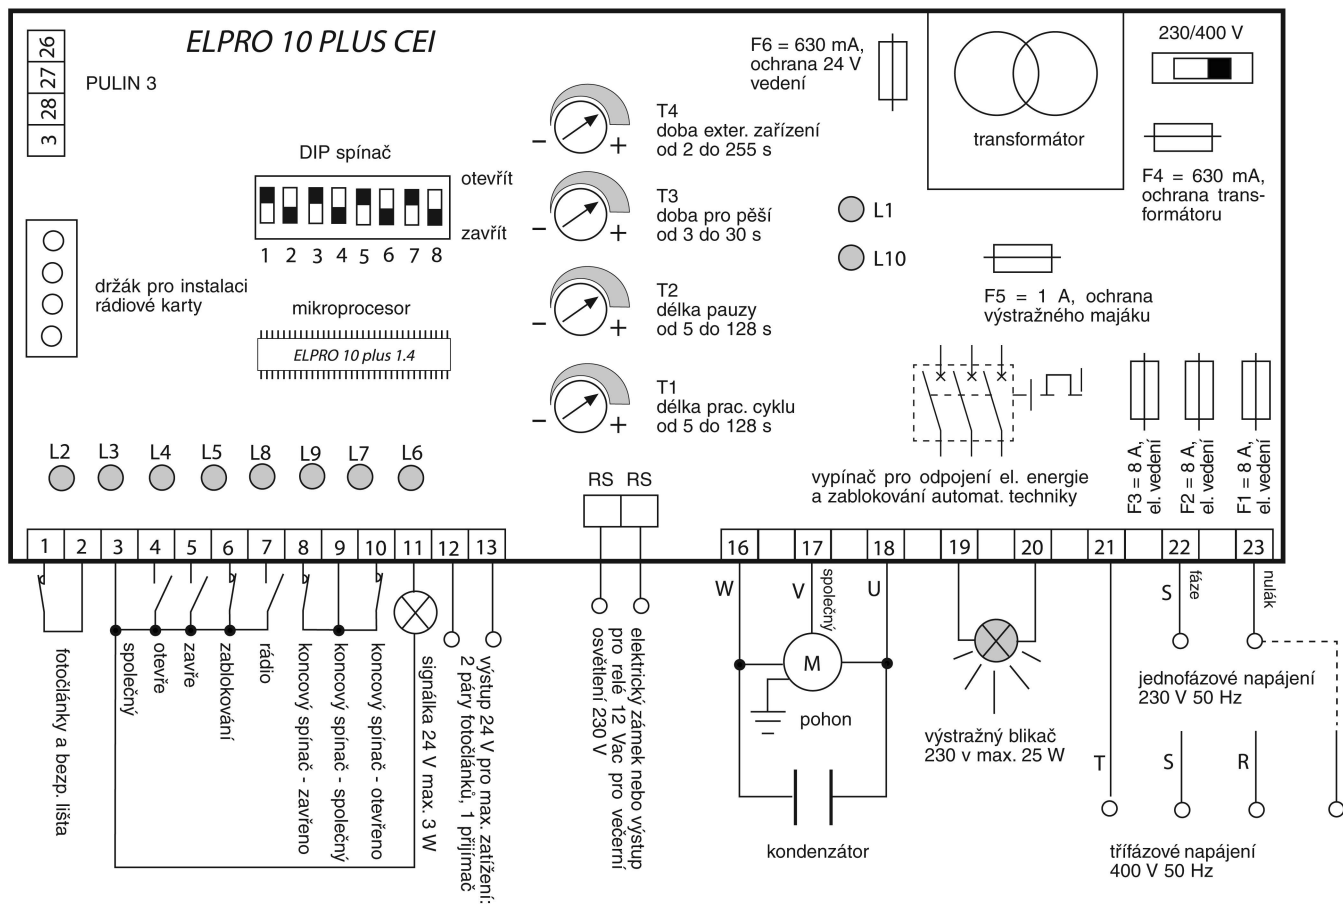 ELPRO 10 PLUS CEI
26
27
28
3
PULIN 3
DIP spínač
otevřít
zavřít
1 2 3 4 5 6 7 8
držák pro instalaci
rádiové karty
mikroprocesor
ELPRO 10 plus 1.4
T4
doba exter. zařízení
od 2 do 255 s
− +
T3
doba pro pěší
od 3 do 30 s
− +
T2
délka pauzy
od 5 do 128 s
− +
T1
délka prac. cyklu
od 5 do 128 s
− +
F6 = 630 mA,
ochrana 24 V
vedení
transformátor
230/400 V
F4 = 630 mA,
ochrana trans-
formátoru
L1
L10
F5 = 1 A, ochrana
výstražného majáku
vypínač pro odpojení el. energie
a zablokování automat. techniky
F3 = 8 A,
el. vedení
F2 = 8 A,
el. vedení
F1 = 8 A,
el. vedení
L2 L3 L4 L5 L8 L9 L7 L6
RS RS
1 2 3 4 5 6 7 8 9 10 11 12 13
16 17 18 19 20 21 22 23
fotočlánky a bezp. lišta
společný
otevře
zavře
zablokování
rádio
koncový spínač - zavřeno
koncový spínač - společný
koncový spínač - otevřeno
signálka 24 V max. 3 W
výstup 24 V pro max. zatížení:
2 páry fotočlánků, 1 přijímač
elektrický zámek nebo výstup
pro relé 12 Vac pro večerní
osvětlení 230 V
W
V
společný
U
M
pohon
kondenzátor
výstražný blikač
230 v max. 25 W
S
fáze
nulák
jednofázové napájení
230 V 50 Hz
T
S
R
třífázové napájení
400 V 50 Hz